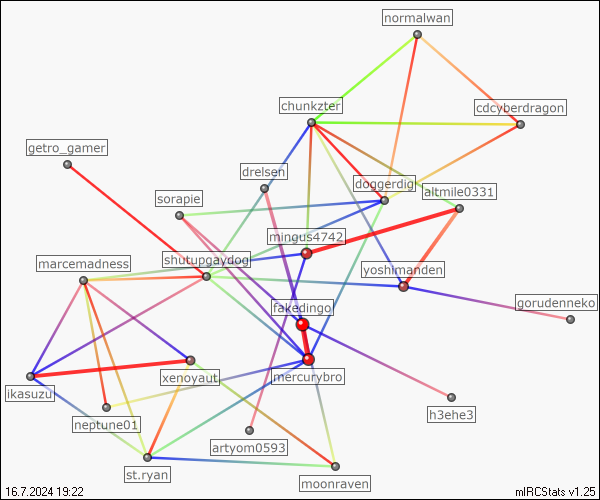 normalwan
chunkzter
cdcyberdragon
getro_gamer
drelsen
doggerdig
altmile0331
sorapie
mingus4742
marcemadness
shutupgaydog
yoshimanden
fakedingo
gorudenneko
xenoyaut
mercurybro
ikasuzu
h3ehe3
neptune01
artyom0593
st.ryan
moonraven
16.7.2024 19:22
mIRCStats v1.25